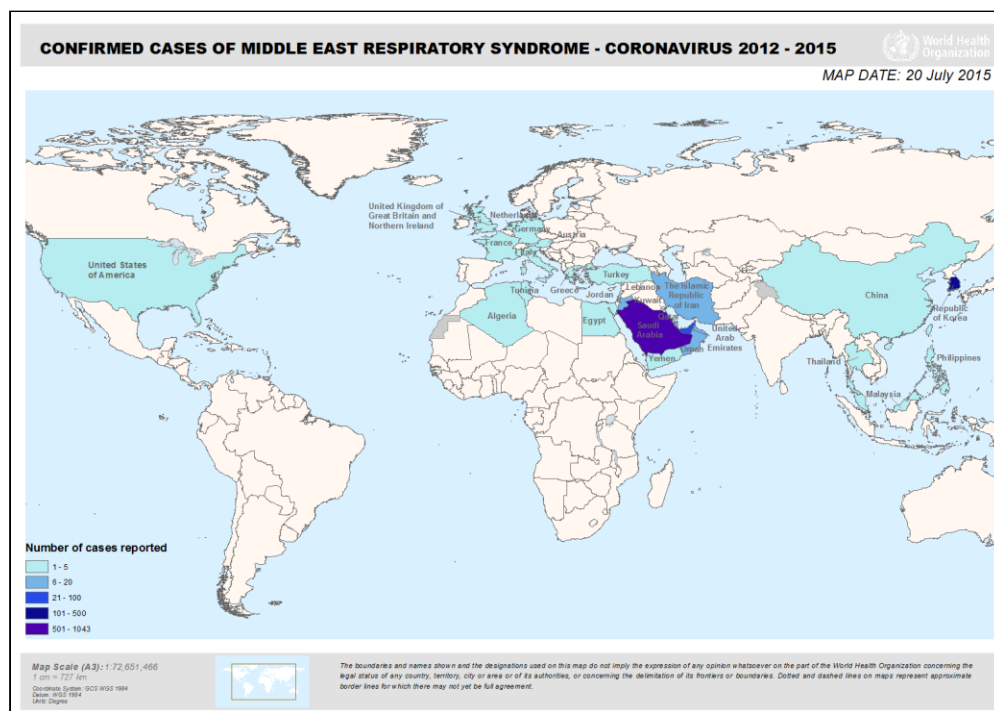 CONFIRMED CASES OF MIDDLE EAST RESPIRATORY SYNDROME - CORONAVIRUS 2012 - 2015
World Health
Organization
MAP DATE: 20 July 2015
United Kingdom of
Great Britain and
Northern Ireland
Netherlands
Germany
Austria
France
Italy
United States
of America
Turkey
Tunisia
Greece
Lebanon
Jordan
Kuwait
The Islamic
Republic
of Iran
China
Republic
of Korea
Algeria
Egypt
Qatar
Saudi
Arabia
United
Arab
Emirates
Oman
Yemen
Thailand
Philippines
Malaysia
Number of cases reported
1 - 5
6 - 20
21 - 100
101 - 500
501 - 1043
Map Scale (A3): 1:72,651,466
1 cm = 727 km
Coordinate System: GCS WGS 1984
Datum: WGS 1984
Units: Degree
The boundaries and names shown and the designations used on this map do not imply the expression of any opinion whatsoever on the part of the World Health Organization concerning the
legal status of any country, territory, city or area or of its authorities, or concerning the delimitation of its frontiers or boundaries. Dotted and dashed lines on maps represent approximate
border lines for which there may not yet be full agreement.